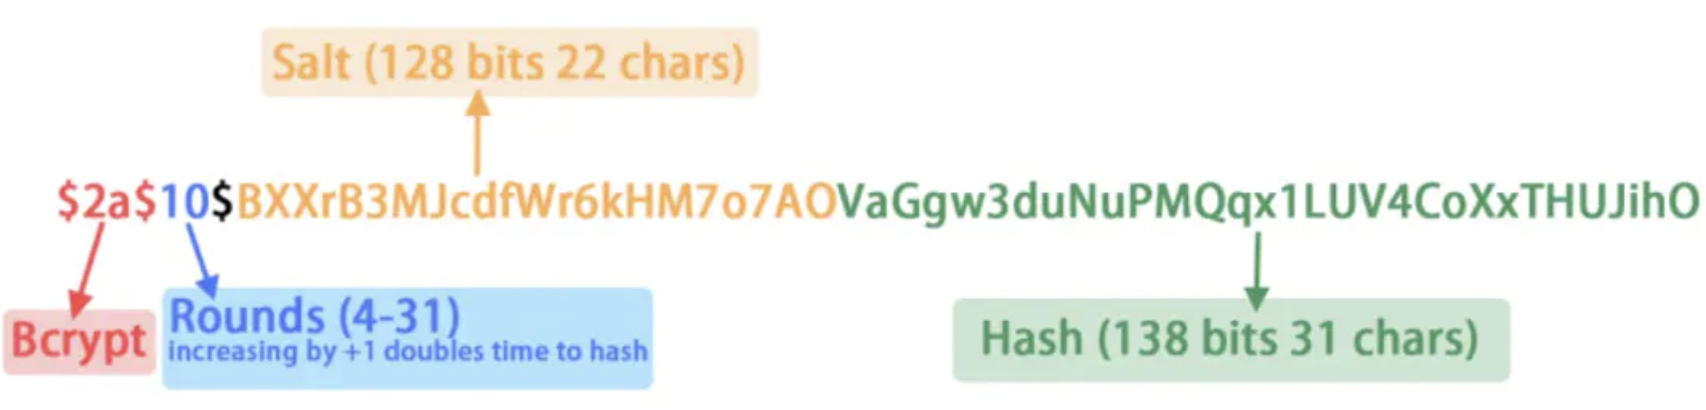 Salt (128 bits 22 chars)
$2a$10$BXXrB3MJcdfWr6kHM7o7AOVaGgw3duNuPMQqx1LUV4CoXxTHUJihO
Bcrypt
Rounds (4-31)
increasing by +1 doubles time to hash
Hash (138 bits 31 chars)